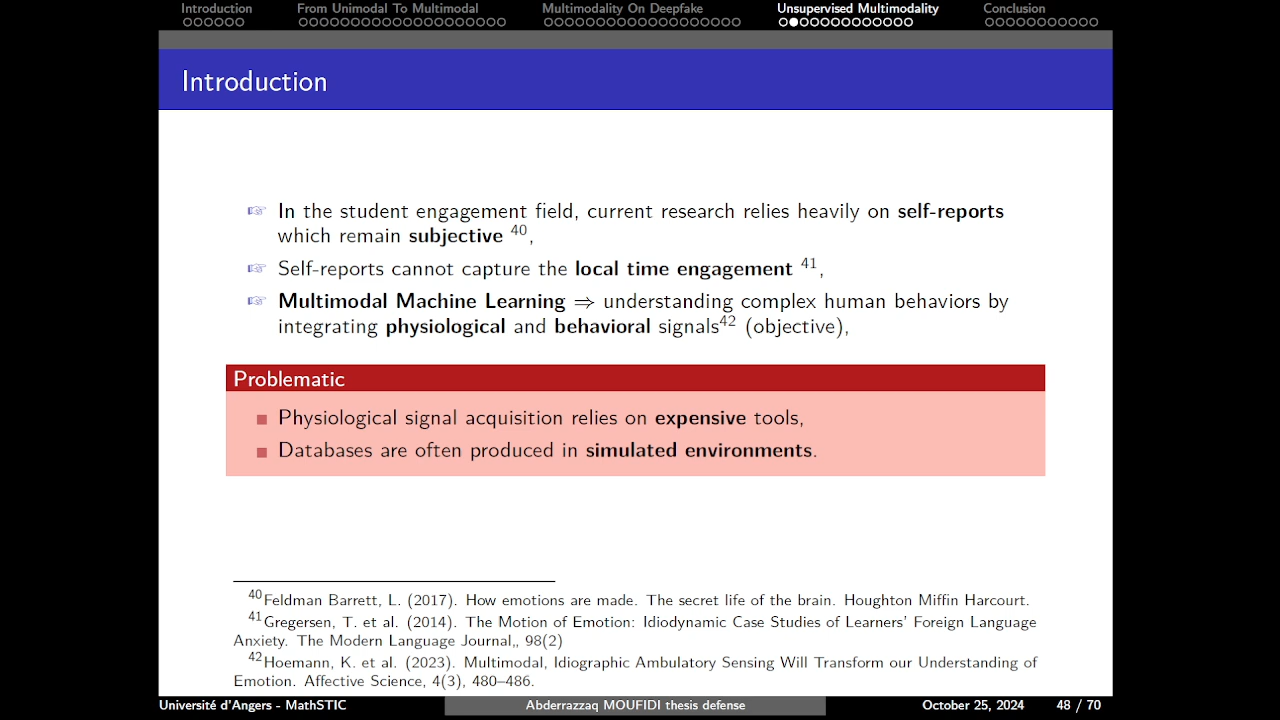 Introduction From Unimodal To Multimodal Multimodality On Deepfake Unsupervised Multimodality Conclusion
Introduction
In the student engagement field, current research relies heavily on self-reports
which remain subjective 40,
Self-reports cannot capture the local time engagement 41,
Multimodal Machine Learning ⇒ understanding complex human behaviors by
integrating physiological and behavioral signals42 (objective),
Problematic
Physiological signal acquisition relies on expensive tools,
Databases are often produced in simulated environments.
40Feldman Barrett, L. (2017). How emotions are made. The secret life of the brain. Houghton Miffin Harcourt.
41Gregersen, T. et al. (2014). The Motion of Emotion: Idiodynamic Case Studies of Learners' Foreign Language
Anxiety. The Modern Language Journal,, 98(2)
42Hoemann, K. et al. (2023). Multimodal, Idiographic Ambulatory Sensing Will Transform our Understanding of
Emotion. Affective Science, 4(3), 480–486.
Université d'Angers - MathSTIC Abderrazzaq MOUFIDI thesis defense October 25, 2024 48 / 70